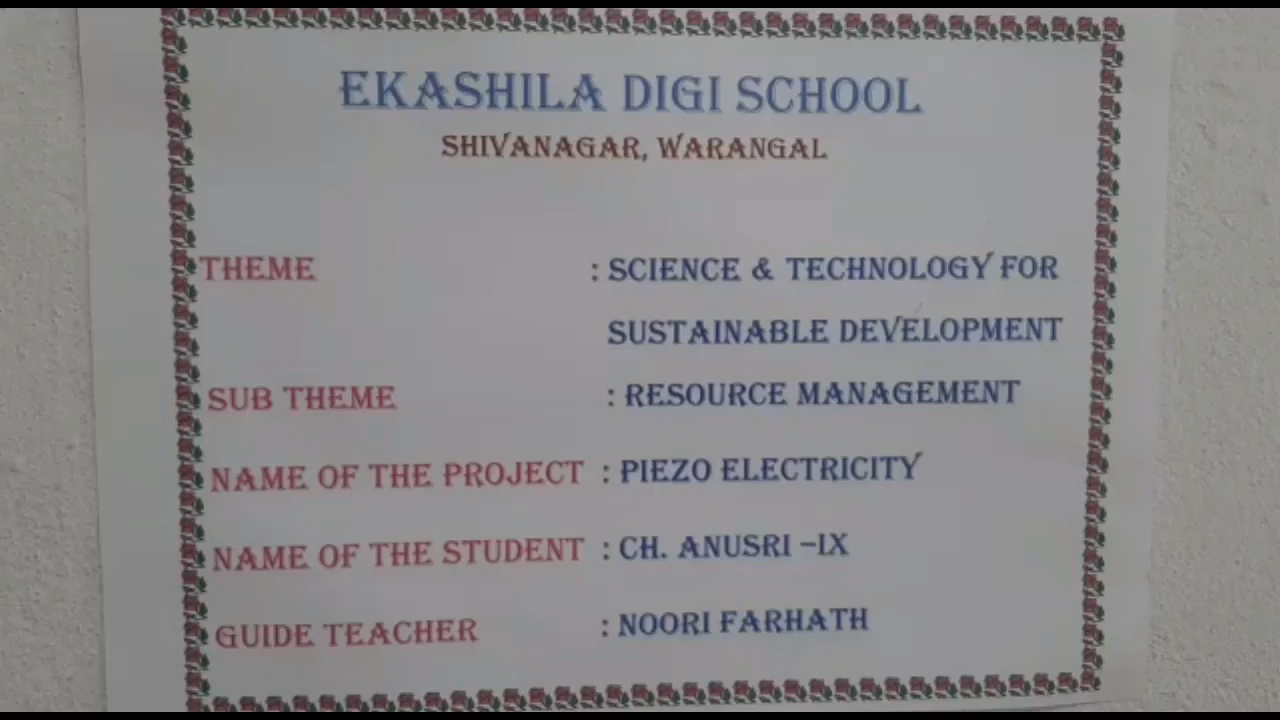 EKASHILA DIGI SCHOOL
SHIVANAGAR, WARANGAL
THEME : SCIENCE & TECHNOLOGY FOR
SUSTAINABLE DEVELOPMENT
SUB THEME : RESOURCE MANAGEMENT
NAME OF THE PROJECT : PIEZO ELECTRICITY
NAME OF THE STUDENT : CH. ANUSRI –IX
GUIDE TEACHER : NOORI FARHATH